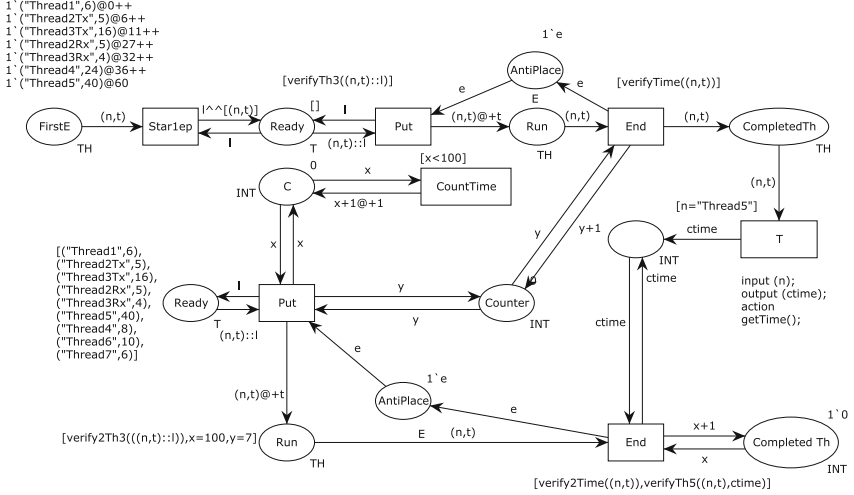 1`("Thread1",6)@0++
1`("Thread2Tx",5)@6++
1`("Thread3Tx",16)@11++
1`("Thread2Rx",5)@27++
1`("Thread3Rx",4)@32++
1`("Thread4",24)@36++
1`("Thread5",40)@60
1`e
AntiPlace
E
[verifyTh3((n,t)::l)]
[verifyTime((n,t))]
e
e
FirstE
TH
(n,t)
Star1ep
l^^[(n,t)]
l
[]
Ready
T
l
(n,t)::l
Put
(n,t)@+t
Run
TH
(n,t)
End
(n,t)
CompletedTh
TH
0
C
INT
x
x+1@+1
[x<100]
CountTime
(n,t)
[n="Thread5"]
T
ctime
INT
input (n);
output (ctime);
action
getTime();
x
x
y
y+1
ctime
ctime
[("Thread1",6),
("Thread2Tx",5),
("Thread3Tx",16),
("Thread2Rx",5),
("Thread3Rx",4),
("Thread5",40),
("Thread4",8),
("Thread6",10),
("Thread7",6)]
Ready
T
l
(n,t)::l
Put
y
y
0
Counter
INT
e
1`e
AntiPlace
e
(n,t)@+t
[verify2Th3(((n,t)::l)),x=100,y=7]
Run
TH
E
(n,t)
End
x+1
x
1`0
Completed Th
INT
[verify2Time((n,t)),verifyTh5((n,t),ctime)]